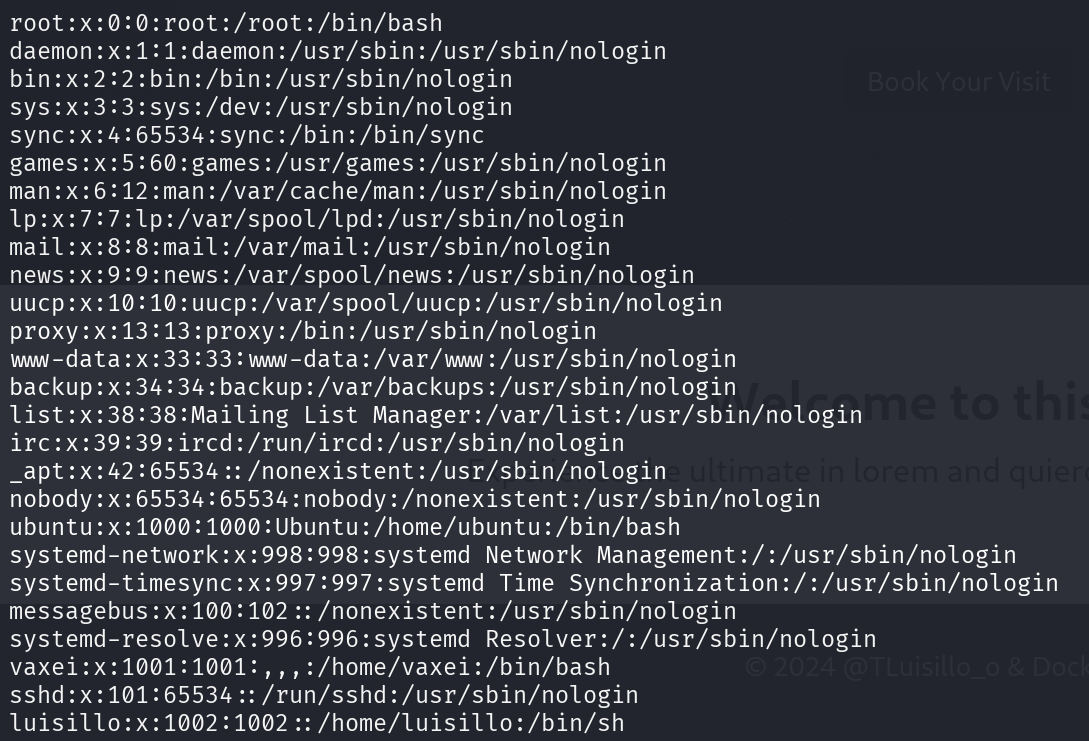 root:x:0:0:root:/root:/bin/bash
daemon:x:1:1:daemon:/usr/sbin:/usr/sbin/nologin
bin:x:2:2:bin:/bin:/usr/sbin/nologin
sys:x:3:3:sys:/dev:/usr/sbin/nologin
sync:x:4:65534:sync:/bin:/bin/sync
games:x:5:60:games:/usr/games:/usr/sbin/nologin
man:x:6:12:man:/var/cache/man:/usr/sbin/nologin
lp:x:7:7:lp:/var/spool/lpd:/usr/sbin/nologin
mail:x:8:8:mail:/var/mail:/usr/sbin/nologin
news:x:9:9:news:/var/spool/news:/usr/sbin/nologin
uucp:x:10:10:uucp:/var/spool/uucp:/usr/sbin/nologin
proxy:x:13:13:proxy:/bin:/usr/sbin/nologin
www-data:x:33:33:www-data:/var/www:/usr/sbin/nologin
backup:x:34:34:backup:/var/backups:/usr/sbin/nologin
list:x:38:38:Mailing List Manager:/var/list:/usr/sbin/nologin
irc:x:39:39:ircd:/run/ircd:/usr/sbin/nologin
_apt:x:42:65534::/nonexistent:/usr/sbin/nologin
nobody:x:65534:65534:nobody:/nonexistent:/usr/sbin/nologin
ubuntu:x:1000:1000:Ubuntu:/home/ubuntu:/bin/bash
systemd-network:x:998:998:systemd Network Management:/:/usr/sbin/nologin
systemd-timesync:x:997:997:systemd Time Synchronization:/:/usr/sbin/nologin
messagebus:x:100:102::/nonexistent:/usr/sbin/nologin
systemd-resolve:x:996:996:systemd Resolver:/:/usr/sbin/nologin
vaxei:x:1001:1001:,,,:/home/vaxei:/bin/bash
sshd:x:101:65534::/run/sshd:/usr/sbin/nologin
luisillo:x:1002:1002::/home/luisillo:/bin/sh
Book Your Visit
Welcome to this
the ultimate in lorem and quiero
© 2024 @TLuisillo_o & Dock